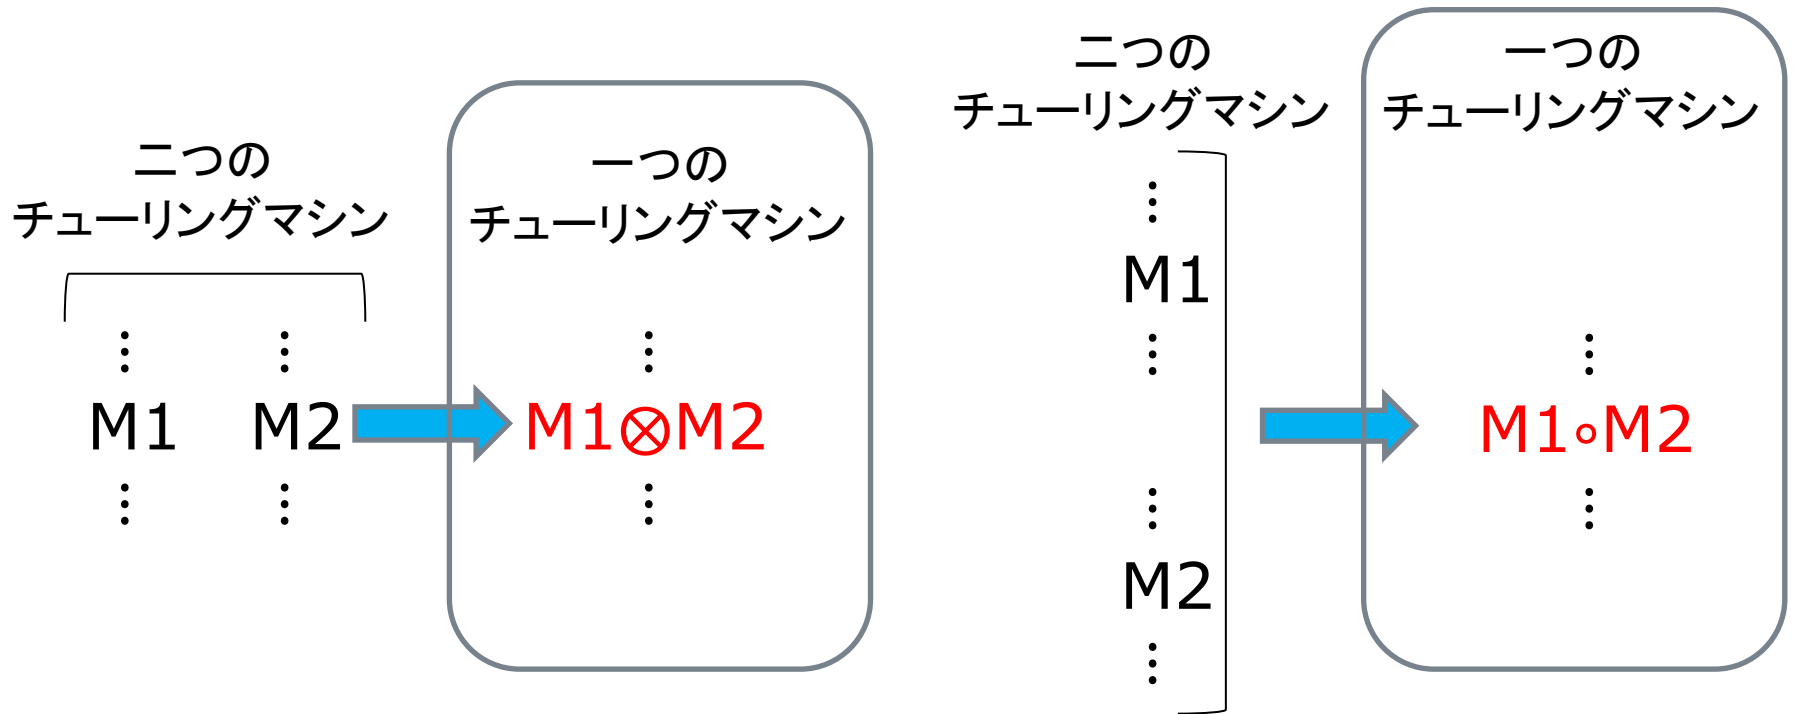 二つの
チューリングマシン
一つの
チューリングマシン
⋮ ⋮ ⋮
M1 M2 M1⊗M2
⋮ ⋮ ⋮
二つの
チューリングマシン
一つの
チューリングマシン
⋮
M1
⋮ ⋮
M1∘M2
⋮ ⋮
M2
⋮